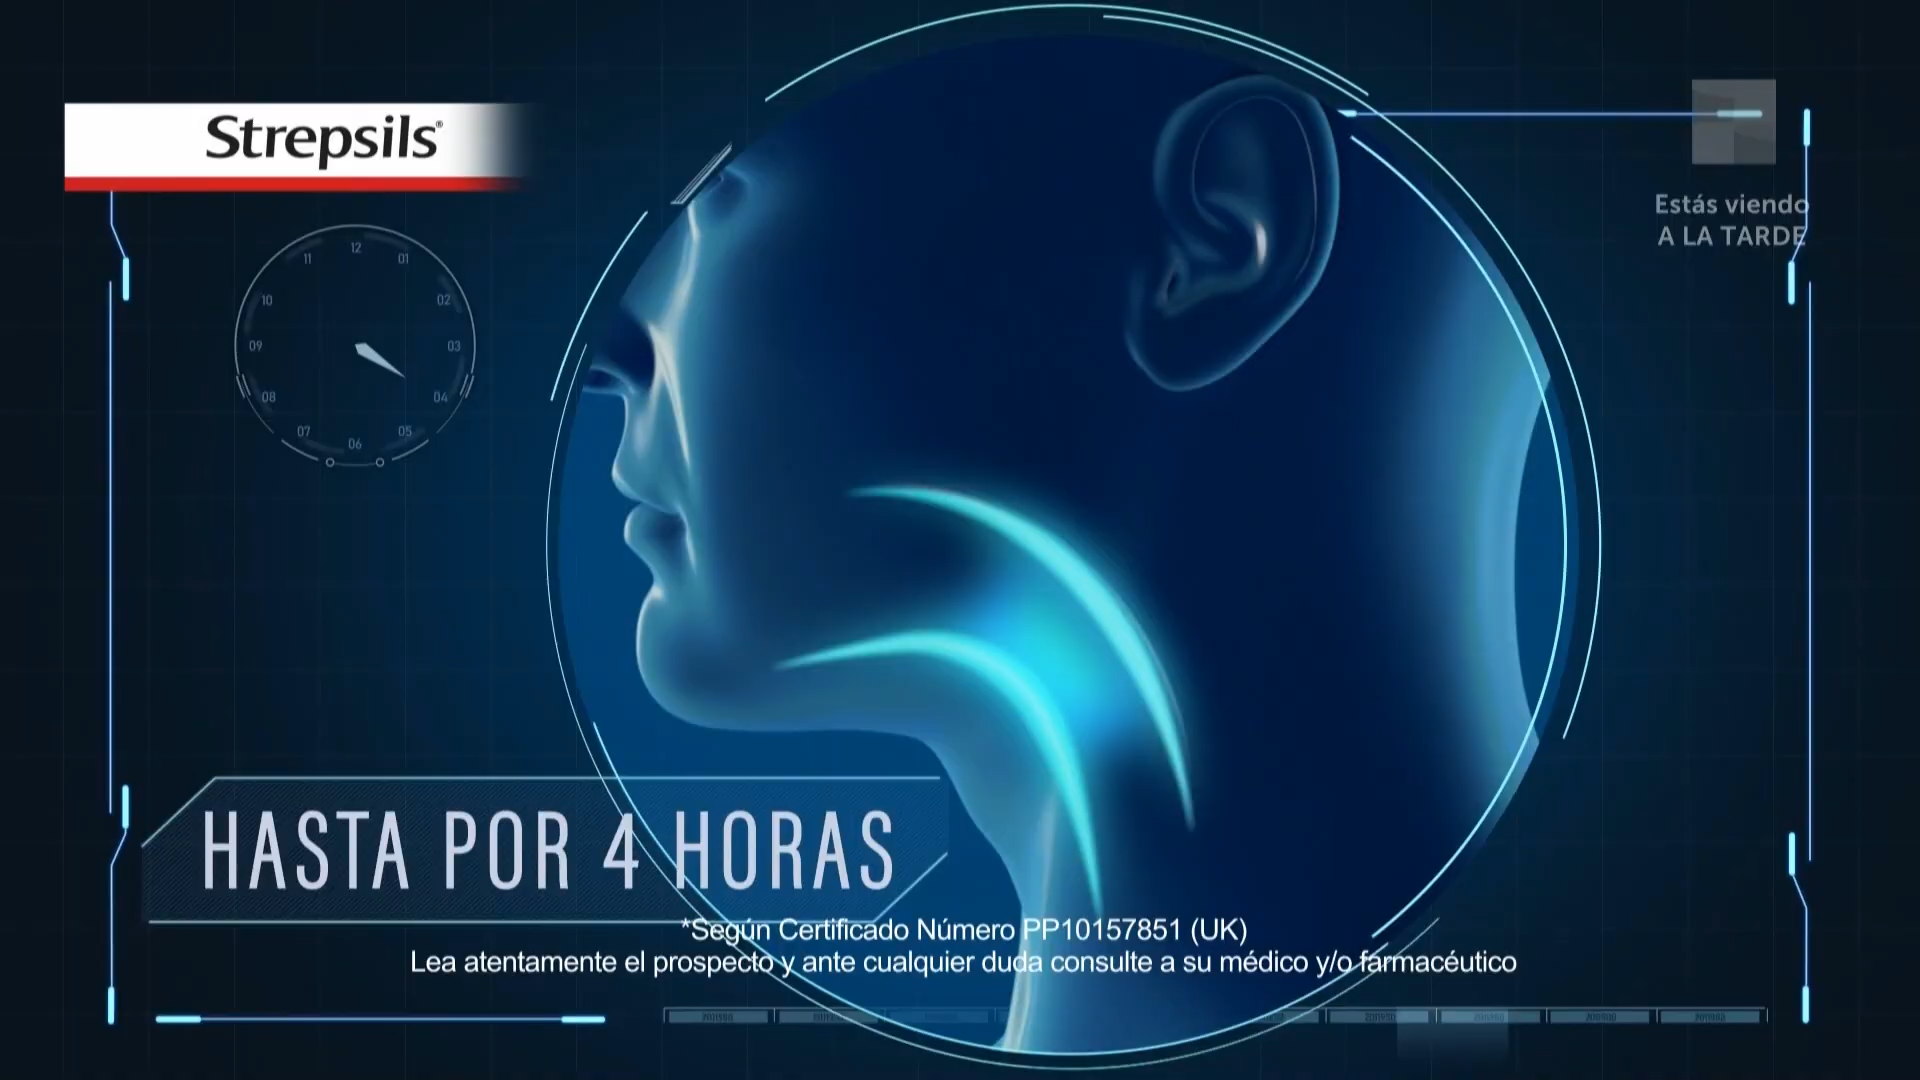 Strepsils®
Estás viendo
A LA TARDE
12
11
01
10
02
09
03
08
04
07
05
06
HASTA POR 4 HORAS
*Según Certificado Número PP10157851 (UK)
Lea atentamente el prospecto y ante cualquier duda consulte a su médico y/o farmacéutico